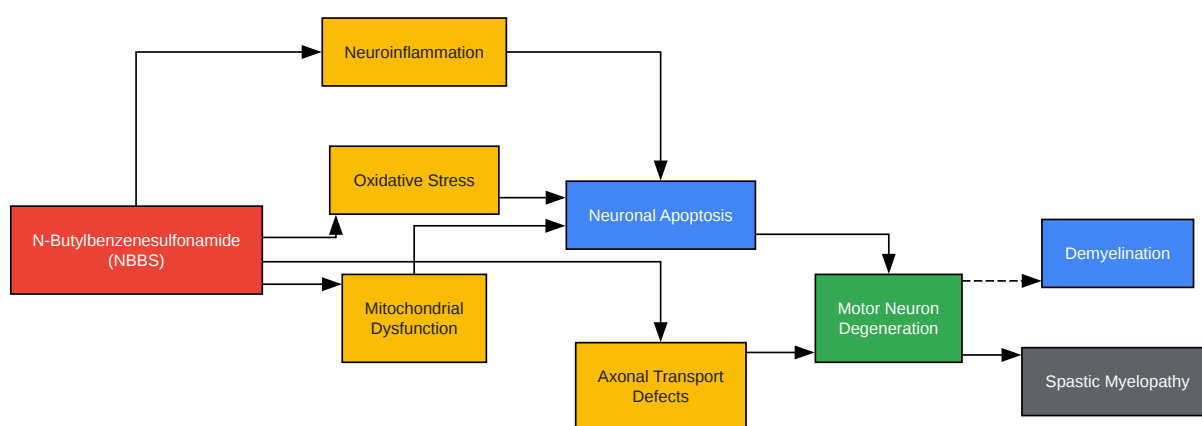 Neuroinflammation
Oxidative Stress
N-Butylbenzenesulfonamide
(NBBS)
Neuronal Apoptosis
Mitochondrial
Dysfunction
Axonal Transport
Defects
Motor Neuron
Degeneration
Demyelination
Spastic Myelopathy